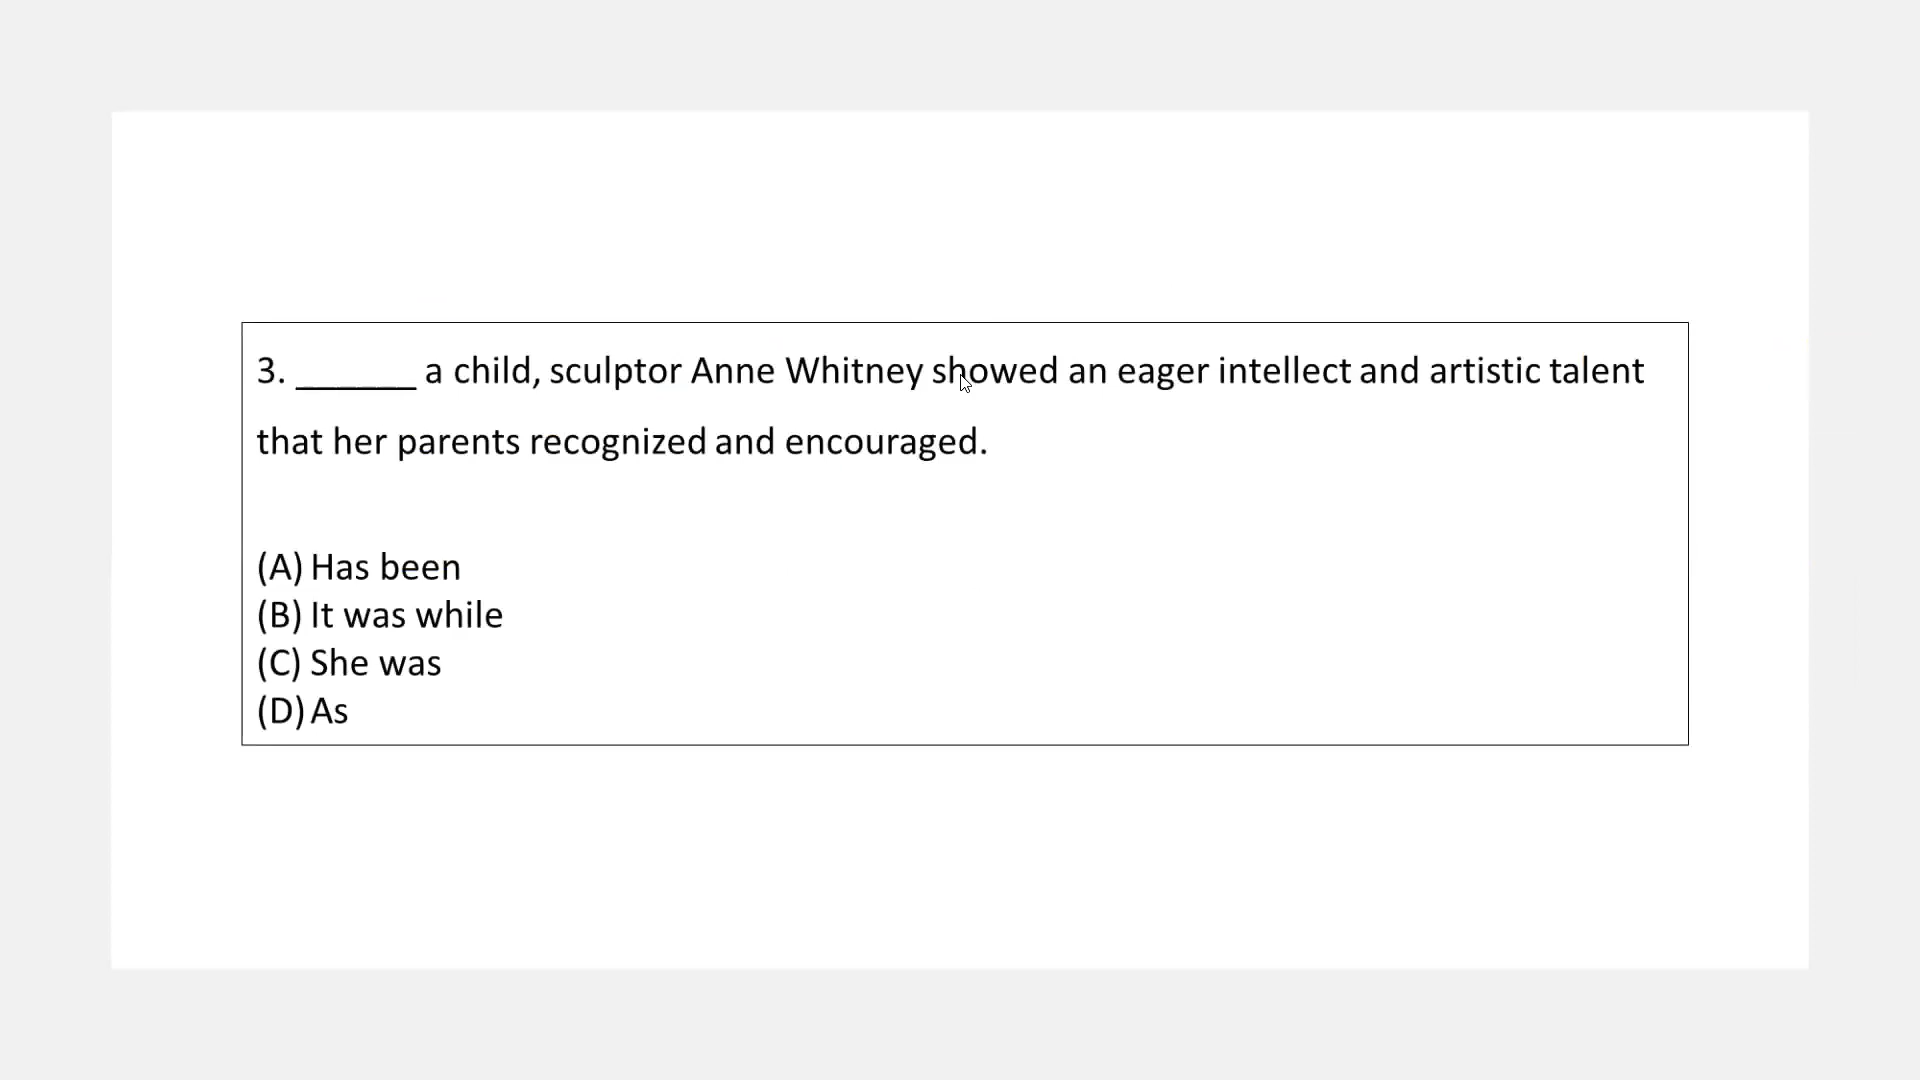 3. ______ a child, sculptor Anne Whitney showed an eager intellect and artistic talent
that her parents recognized and encouraged.
(A) Has been
(B) It was while
(C) She was
(D) As